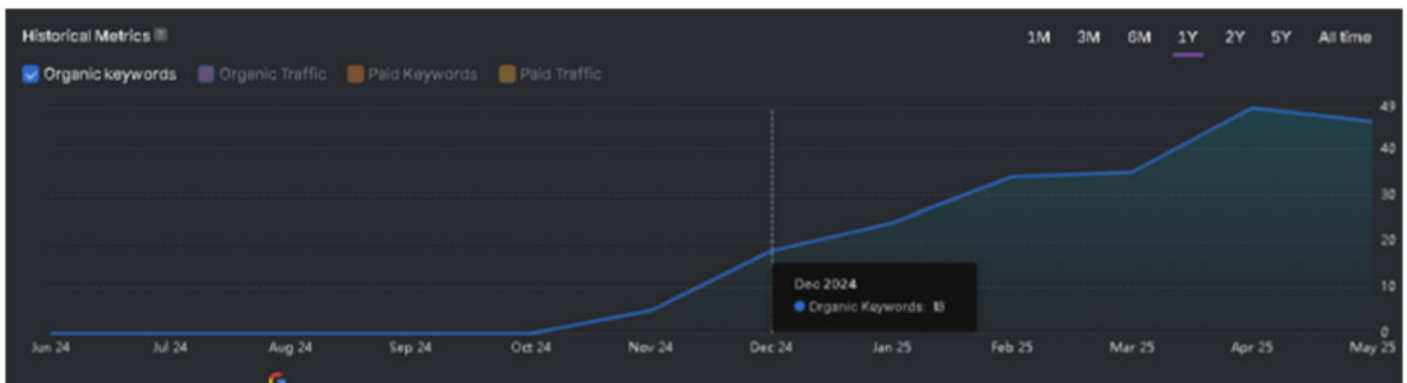 Historical Metrics
1M 3M 6M 1Y 2Y 5Y All time
Organic keywords Organic Traffic Paid Keywords Paid Traffic
49
40
30
20
Dec 2024
10
Organic Keywords: 18
0
Jun 24 Jul 24 Aug 24 Sep 24 Oct 24 Nov 24 Dec 24 Jan 25 Feb 25 Mar 25 Apr 25 May 25